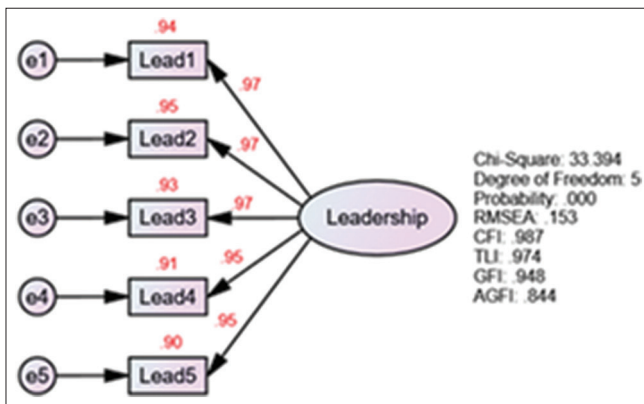 .94
e1 Lead1
.97
.95
e2 Lead2
.97
.93
e3 Lead3
.97
Leadership
.91
e4 Lead4
.95
.90
e5 Lead5
.95
Chi-Square: 33.394
Degree of Freedom: 5
Probability: .000
RMSEA: .153
CFI: .987
TLI: .974
GFI: .948
AGFI: .844